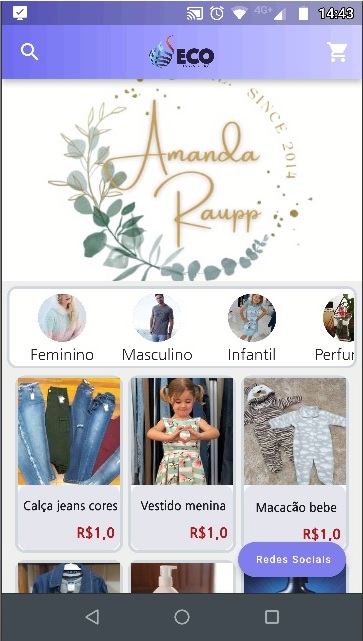 4G
14:43
ECO
SINCE 2014
Amanda
Raupp
Feminino
Masculino
Infantil
Perfur
Calça jeans cores
Vestido menina
Macacão bebe
R$1,0
R$1,0
R$1,0
Redes Sociais